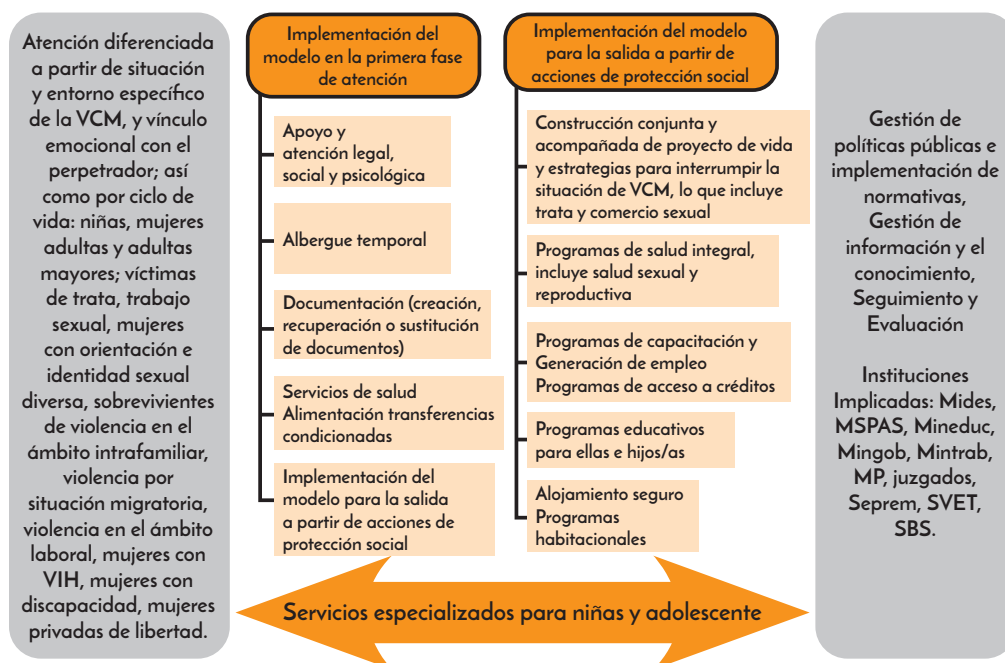 Atención diferenciada
a partir de situación
y entorno específico
de la VCM, y vínculo
emocional con el
perpetrador; así
como por ciclo de
vida: niñas, mujeres
adultas y adultas
mayores; víctimas
de trata, trabajo
sexual, mujeres
con orientación e
identidad sexual
diversa, sobrevivientes
de violencia en el
ámbito intrafamiliar,
violencia por
situación migratoria,
violencia en el ámbito
laboral, mujeres con
VIH, mujeres con
discapacidad, mujeres
privadas de libertad.
Implementación del
modelo en la primera fase
de atención
Apoyo y
atención legal,
social y psicológica
Albergue temporal
Documentación (creación,
recuperación o sustitución
de documentos)
Servicios de salud
Alimentación transferencias
condicionadas
Implementación del
modelo para la salida
a partir de acciones de
protección social
Implementación del modelo
para la salida a partir de
acciones de protección social
Construcción conjunta y
acompañada de proyecto de vida
y estrategias para interrumpir la
situación de VCM, lo que incluye
trata y comercio sexual
Programas de salud integral,
incluye salud sexual y
reproductiva
Programas de capacitación y
Generación de empleo
Programas de acceso a créditos
Programas educativos
para ellas e hijos/as
Alojamiento seguro
Programas
habitacionales
Gestión de
políticas públicas e
implementación de
normativas,
Gestión de
información y el
conocimiento,
Seguimiento y
Evaluación
Instituciones
Implicadas: Mides,
MSPAS, Mineduc,
Mingob, Mintrab,
MP, juzgados,
Seprem, SVET,
SBS.
Servicios especializados para niñas y adolescente